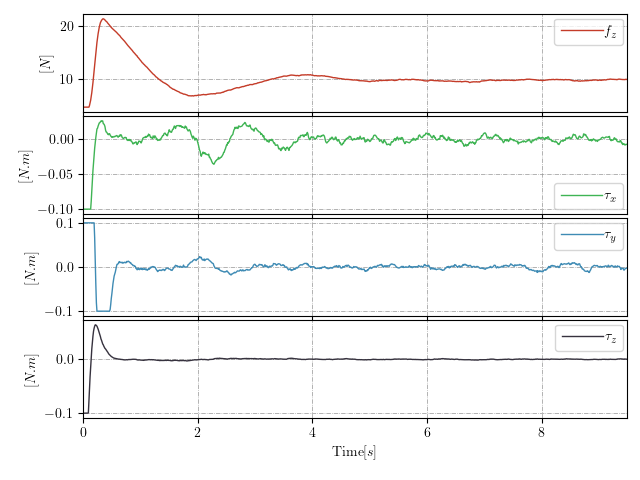 20
10
[N]
f_z
0.00
−0.05
−0.10
[N.m]
τ_x
0.1
0.0
−0.1
[N.m]
τ_y
0.0
−0.1
[N.m]
τ_z
0 2 4 6 8
Time[s]